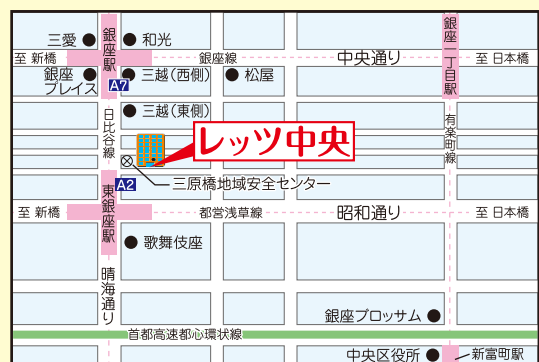 三愛
銀座駅
和光
銀座一丁目駅
至 新橋
銀座線
中央通り
至 日本橋
銀座
プレイス
A7
三越(西側)
松屋
三越(東側)
日比谷線
レッツ中央
有楽町線
A2
三原橋地域安全センター
至 新橋
東銀座駅
都営浅草線
昭和通り
至 日本橋
歌舞伎座
晴海通り
銀座ブロッサム
首都高速都心環状線
中央区役所
新富町駅